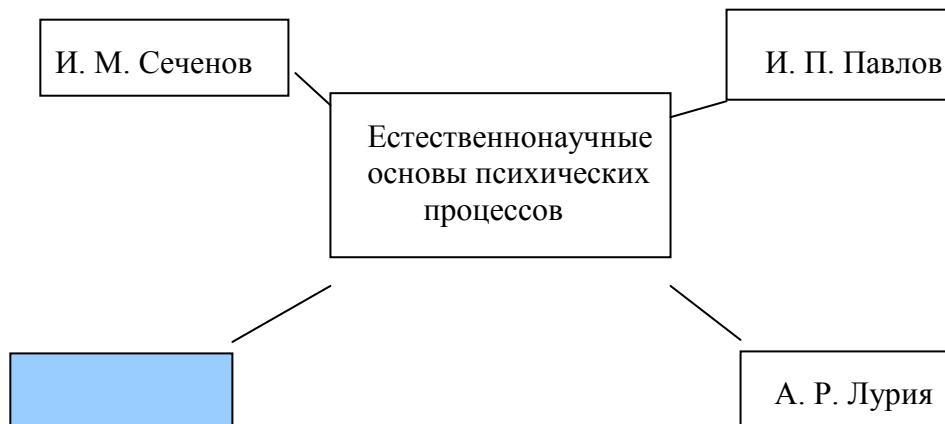 И. М. Сеченов
И. П. Павлов
Естественнонаучные
основы психических
процессов
А. Р. Лурия